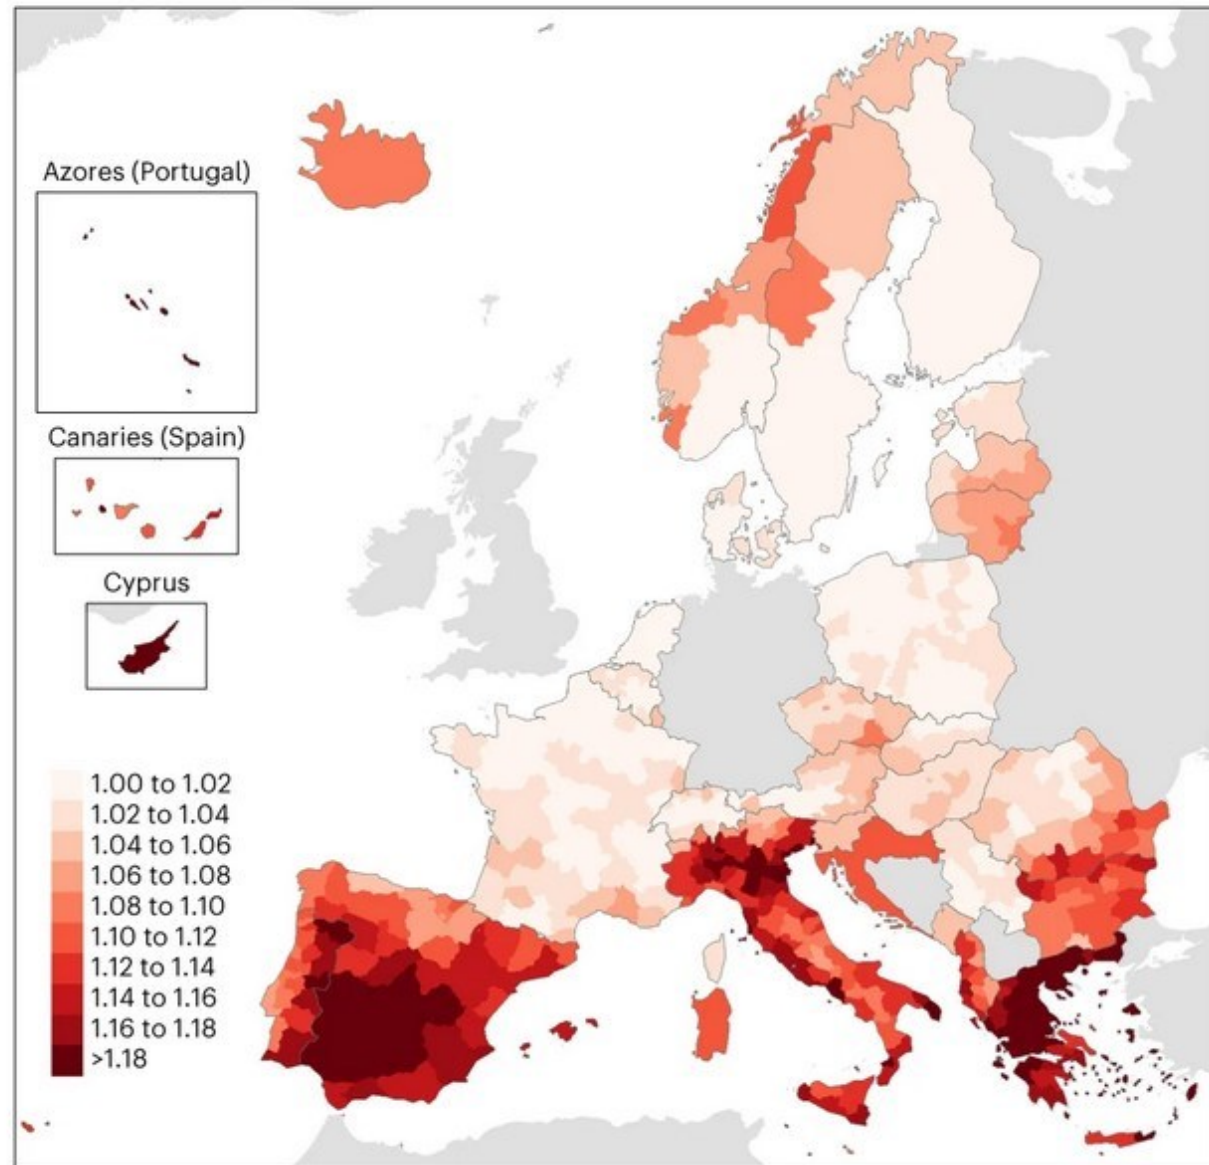 Azores (Portugal)
Canaries (Spain)
Cyprus
1.00 to 1.02
1.02 to 1.04
1.04 to 1.06
1.06 to 1.08
1.08 to 1.10
1.10 to 1.12
1.12 to 1.14
1.14 to 1.16
1.16 to 1.18
>1.18